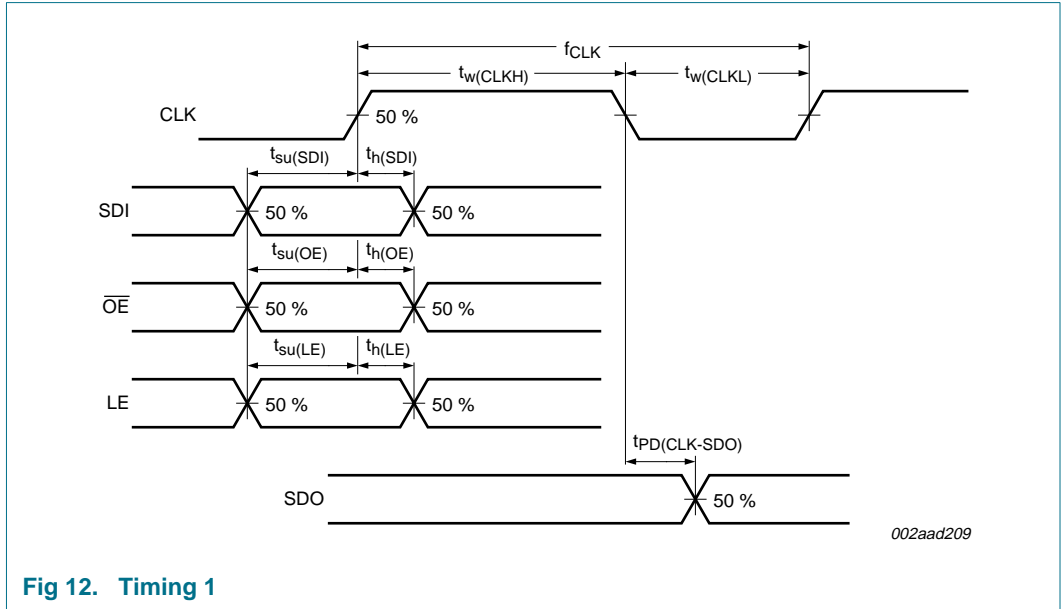 fCLK
tw(CLKH) tw(CLKL)
CLK 50 %
tsu(SDI) th(SDI)
SDI 50 % 50 %
tsu(OE) th(OE)
OE 50 % 50 %
tsu(LE) th(LE)
LE 50 % 50 %
tPD(CLK-SDO)
SDO 50 %
002aad209
Fig 12. Timing 1